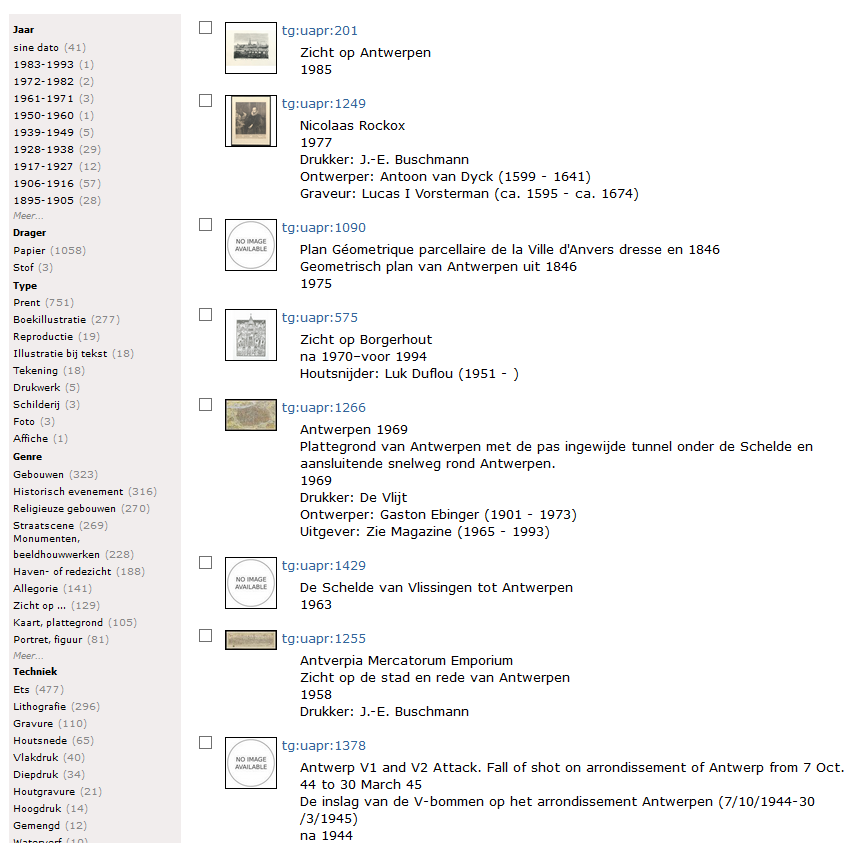 Jaar
sine dato (41)
1983-1993 (1)
1972-1982 (2)
1961-1971 (3)
1950-1960 (1)
1939-1949 (5)
1928-1938 (29)
1917-1927 (12)
1906-1916 (57)
1895-1905 (28)
Meer...
Drager
Papier (1058)
Stof (3)
Type
Prent (751)
Boekillustratie (277)
Reproductie (19)
Illustratie bij tekst (18)
Tekening (18)
Drukwerk (5)
Schilderij (3)
Foto (3)
Affiche (1)
Genre
Gebouwen (323)
Historisch evenement (316)
Religieuze gebouwen (270)
Straatscene (269)
Monumenten,
beeldhouwwerken (228)
Haven- of redezicht (188)
Allegorie (141)
Zicht op ... (129)
Kaart, plattegrond (105)
Portret, figuur (81)
Meer...
Techniek
Ets (477)
Lithografie (296)
Gravure (110)
Houtsnede (65)
Vlakdruk (40)
Diepdruk (34)
Houtgravure (21)
Hoogdruk (14)
Gemengd (12)
Waterverf (10)
tg:uapr:201
Zicht op Antwerpen
1985
tg:uapr:1249
Nicolaas Rockox
1977
Drukker: J.-E. Buschmann
Ontwerper: Antoon van Dyck (1599 - 1641)
Graveur: Lucas I Vorsterman (ca. 1595 - ca. 1674)
NO IMAGE
AVAILABLE
tg:uapr:1090
Plan Géometrique parcellaire de la Ville d'Anvers dresse en 1846
Geometrisch plan van Antwerpen uit 1846
1975
tg:uapr:575
Zicht op Borgerhout
na 1970–voor 1994
Houtsnijder: Luk Duflou (1951 - )
tg:uapr:1266
Antwerpen 1969
Plattegrond van Antwerpen met de pas ingewijde tunnel onder de Schelde en
aansluitende snelweg rond Antwerpen.
1969
Drukker: De Vlijt
Ontwerper: Gaston Ebinger (1901 - 1973)
Uitgever: Zie Magazine (1965 - 1993)
NO IMAGE
AVAILABLE
tg:uapr:1429
De Schelde van Vlissingen tot Antwerpen
1963
tg:uapr:1255
Antverpia Mercatorum Emporium
Zicht op de stad en rede van Antwerpen
1958
Drukker: J.-E. Buschmann
NO IMAGE
AVAILABLE
tg:uapr:1378
Antwerp V1 and V2 Attack. Fall of shot on arrondissement of Antwerp from 7 Oct.
44 to 30 March 45
De inslag van de V-bommen op het arrondissement Antwerpen (7/10/1944-30
/3/1945)
na 1944